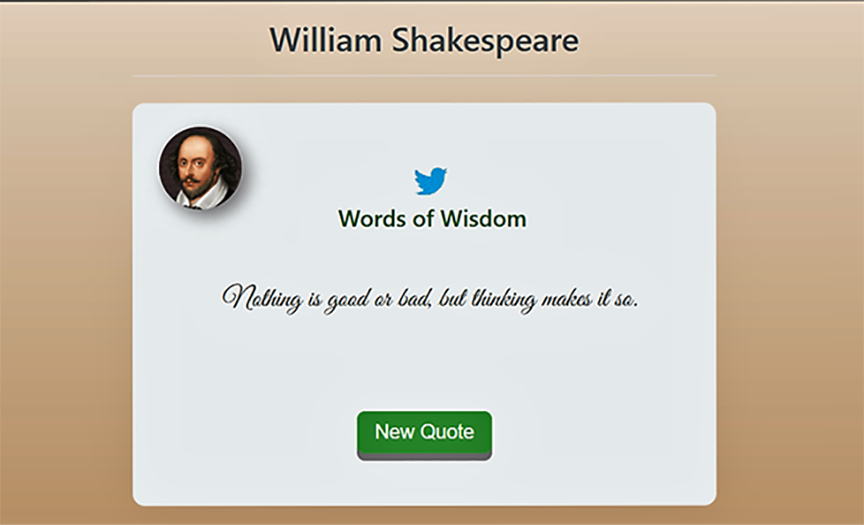 William Shakespeare
Words of Wisdom
Nothing is good or bad, but thinking makes it so.
New Quote